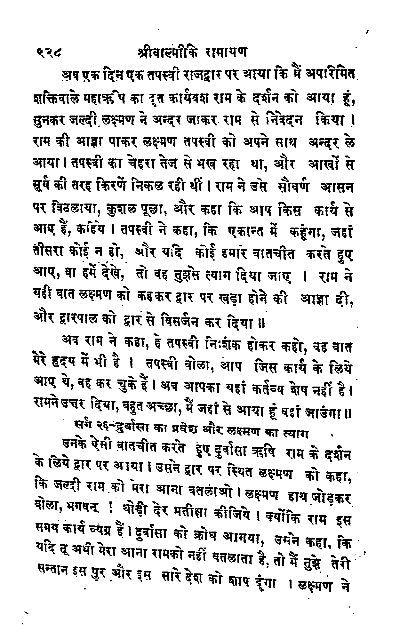 ९२८ श्रीवाल्मीकि रामायण
अब एक दिन एक तपस्वी राजद्वार पर आया कि मैं अपरिमित
शक्तिवाले महाऋषि का दूत कार्यवश राम के दर्शन को आया हूं,
सुनकर जल्दी लक्ष्मण ने अन्दर जाकर राम से निवेदन किया।
राम की आज्ञा पाकर लक्ष्मण तपस्वी को अपने साथ अन्दर ले
आया। तपस्वी का चेहरा तेज से भख रहा था, और आखों से
सूर्य की तरह किरणें निकल रही थीं। राम ने उसे सौवर्ण आसन
पर बिठलाया, कुशल पूछा, और कहा कि आप किस कार्य से
आए हैं, कहिये। तपस्वी ने कहा, कि एकान्त में कहूंगा, जहां
तीसरा कोई न हो, और यदि कोई हमारे बातचीत करते हुए
आए, वा हमें देखे, तो वह तुझसे त्याग दिया जाए। राम ने
यही बात लक्ष्मण को कहकर द्वार पर खड़ा होने की आज्ञा दी,
और द्वारपाल को द्वार से विसर्जन कर दिया॥
अब राम ने कहा, हे तपस्वी निःशंक होकर कहो, वह बात
मेरे हृदय में भी है। तपस्वी बोला, आप जिस कार्य के लिये
आए थे, वह कर चुके हैं। अब आपका यहां कर्तव्य शेष नहीं है।
रामने उत्तर दिया, बहुत अच्छा, मैं जहां से आया हूं वहां जाउंगा॥
सर्ग २६-दुर्वासा का प्रवेश और लक्ष्मण का त्याग
उनके ऐसी बातचीत करते हुए दुर्वासा ऋषि राम के दर्शन
के लिये द्वार पर आया। उसने द्वार पर स्थित लक्ष्मण को कहा,
कि जल्दी राम को मेरा आना बतलाओ। लक्ष्मण हाथ जोड़कर
बोला, भगवन् ! थोड़ी देर प्रतीक्षा कीजिये। क्योंकि राम इस
समय कार्य व्यग्र हैं। दुर्वासा को क्रोध आगया, उसने कहा, कि
यदि तू अभी मेरा आना रामको नहीं बतलाता है, तो मैं तुझे तेरी
सन्तान इस पुर और इस सारे देश को शाप दूंगा। लक्ष्मण ने